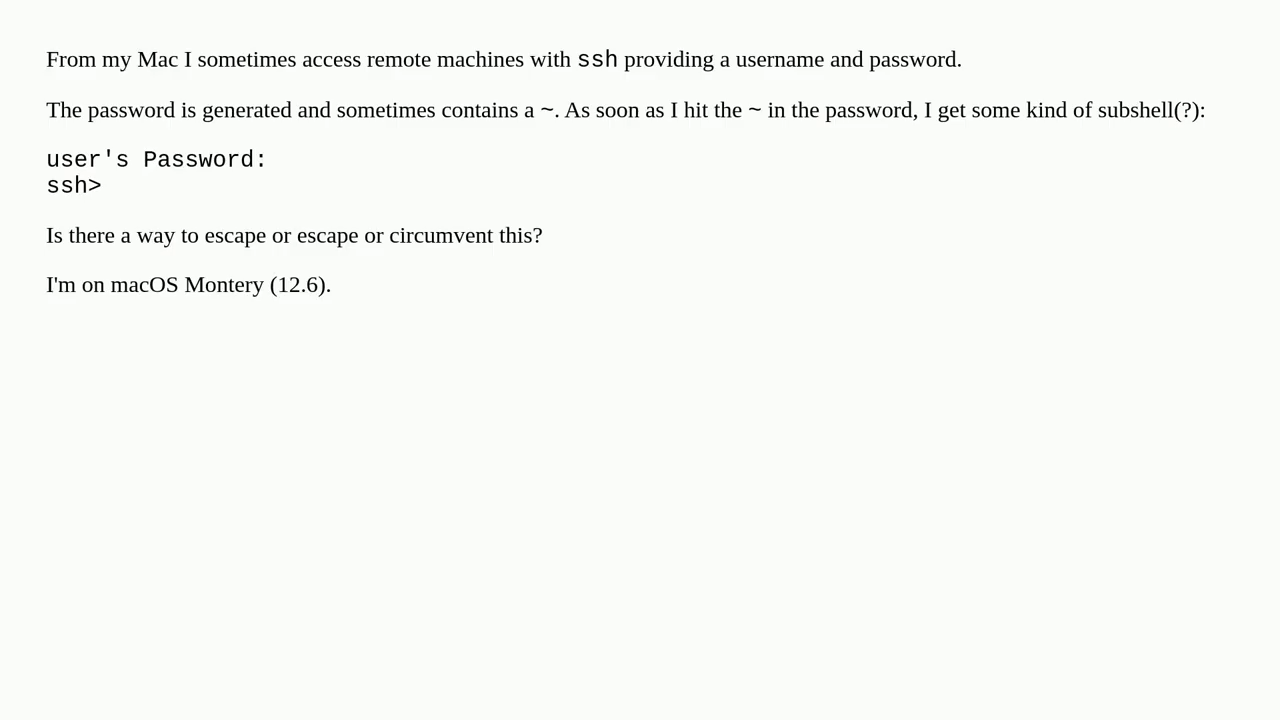 From my Mac I sometimes access remote machines with ssh providing a username and password.
The password is generated and sometimes contains a ~. As soon as I hit the ~ in the password, I get some kind of subshell(?):
user's Password:
ssh>
Is there a way to escape or escape or circumvent this?
I'm on macOS Montery (12.6).